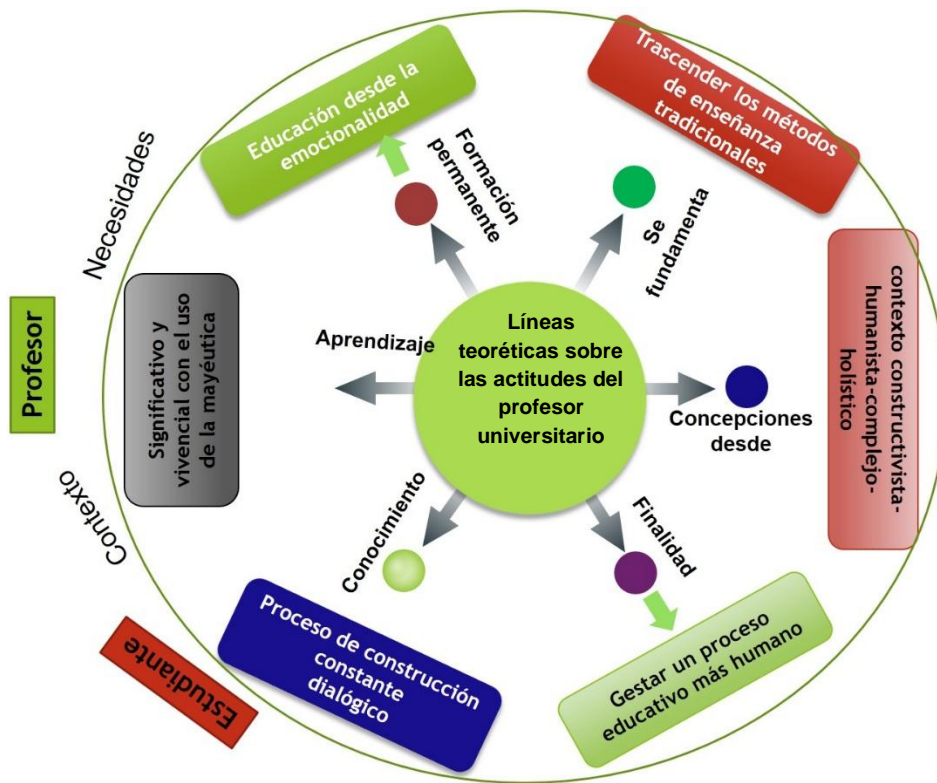 Líneas
teoréticas sobre
las actitudes del
profesor
universitario
Se
fundamenta
Trascender los métodos
de enseñanza
tradicionales
Concepciones
desde
contexto constructivista-
humanista-complejo-
holístico
Finalidad
Gestar un proceso
educativo más humano
Conocimiento
Proceso de construcción
constante
dialógico
Aprendizaje
Significativo y
vivencial con el uso
de la mayéutica
Formación
permanente
Educación desde la
emocionalidad
Necesidades
Profesor
Contexto
Estudiante